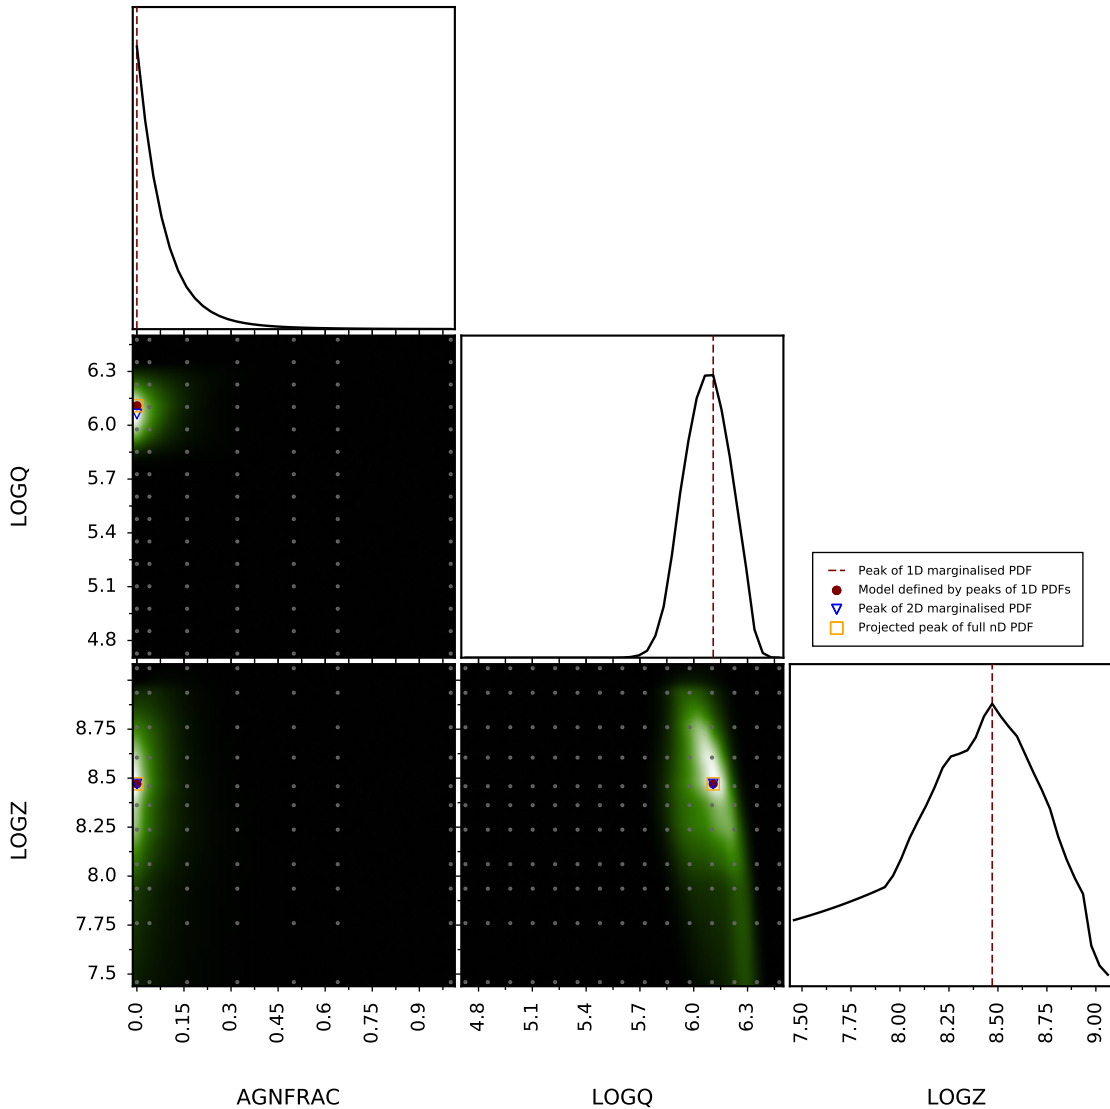 6.3
6.0
5.7
5.4
5.1
4.8
LOGQ
Peak of 1D marginalised PDF
Model defined by peaks of 1D PDFs
Peak of 2D marginalised PDF
Projected peak of full nD PDF
8.75
8.5
8.25
8.0
7.75
7.5
LOGZ
0.0 0.15 0.3 0.45 0.6 0.75 0.9
4.8 5.1 5.4 5.7 6.0 6.3
7.50 7.75 8.00 8.25 8.50 8.75 9.00
AGNFRAC LOGQ LOGZ